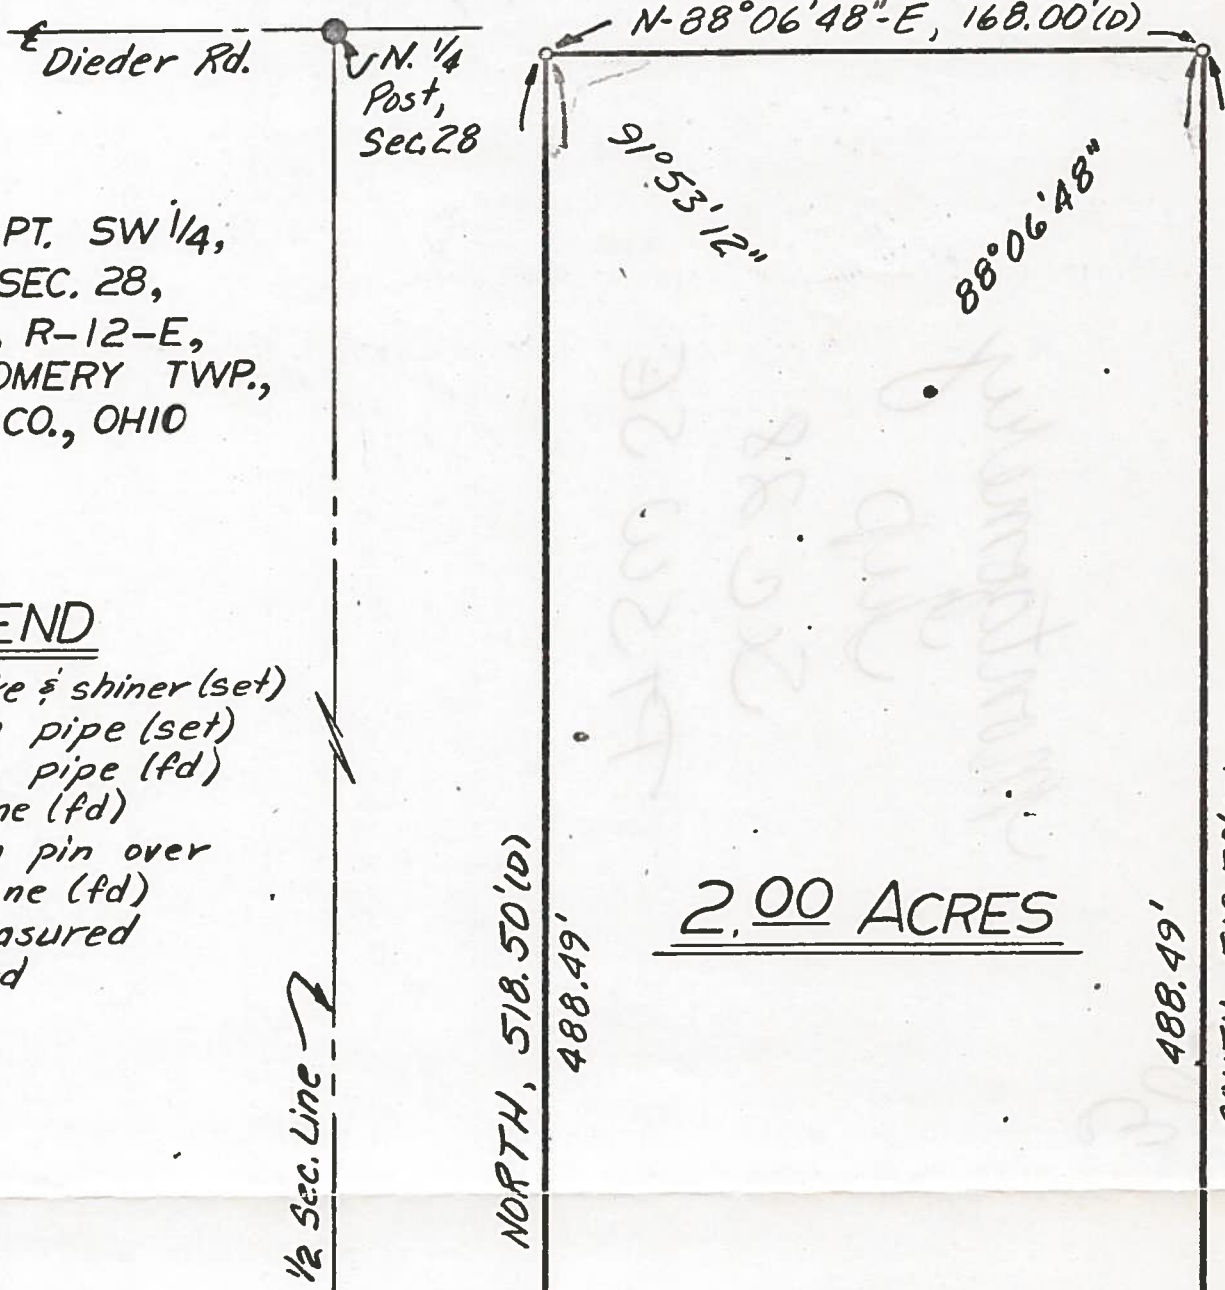 N-88°06'48"-E, 168.00'(D)
℄ Dieder Rd.
N. 1/4
Post,
Sec. 28
91°53'12"
88°06'48"
PT. SW 1/4,
SEC. 28,
R-12-E,
OMERY TWP.,
CO., OHIO
END
ke & shiner (set)
pipe (set)
pipe (fd)
ne (fd)
pin over
ne (fd)
asured
d
2.00 ACRES
NORTH, 518.50'(D)
488.49'
488.49'
1/2 Sec. Line